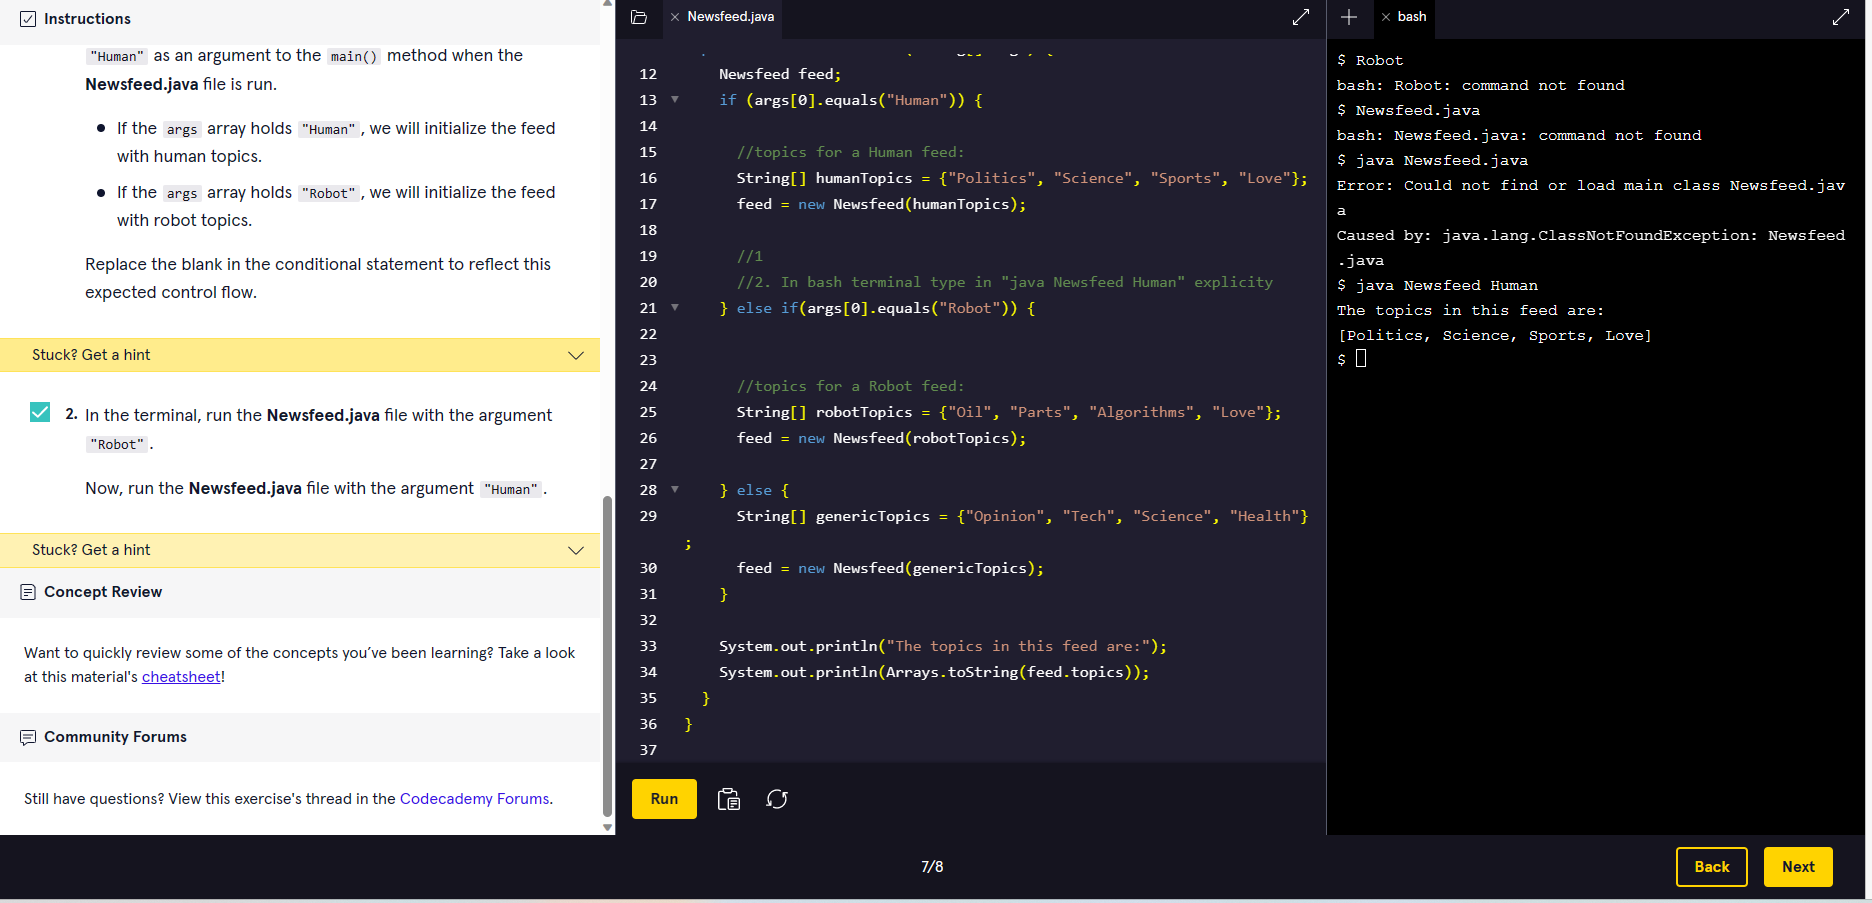 Instructions
"Human" as an argument to the main() method when the
Newsfeed.java file is run.
If the args array holds "Human", we will initialize the feed
with human topics.
If the args array holds "Robot", we will initialize the feed
with robot topics.
Replace the blank in the conditional statement to reflect this
expected control flow.
Stuck? Get a hint
2. In the terminal, run the Newsfeed.java file with the argument
"Robot".
Now, run the Newsfeed.java file with the argument "Human".
Stuck? Get a hint
Concept Review
Want to quickly review some of the concepts you've been learning? Take a look
at this material's cheatsheet!
Community Forums
Still have questions? View this exercise's thread in the Codecademy Forums.
Newsfeed.java
12 Newsfeed feed;
13 if (args[0].equals("Human")) {
14
15 //topics for a Human feed:
16 String[] humanTopics = {"Politics", "Science", "Sports", "Love"};
17 feed = new Newsfeed(humanTopics);
18
19 //1
20 //2. In bash terminal type in "java Newsfeed Human" explicity
21 } else if(args[0].equals("Robot")) {
22
23
24 //topics for a Robot feed:
25 String[] robotTopics = {"Oil", "Parts", "Algorithms", "Love"};
26 feed = new Newsfeed(robotTopics);
27
28 } else {
29 String[] genericTopics = {"Opinion", "Tech", "Science", "Health"}
;
30 feed = new Newsfeed(genericTopics);
31 }
32
33 System.out.println("The topics in this feed are:");
34 System.out.println(Arrays.toString(feed.topics));
35 }
36 }
37
Run
bash
$ Robot
bash: Robot: command not found
$ Newsfeed.java
bash: Newsfeed.java: command not found
$ java Newsfeed.java
Error: Could not find or load main class Newsfeed.jav
a
Caused by: java.lang.ClassNotFoundException: Newsfeed
.java
$ java Newsfeed Human
The topics in this feed are:
[Politics, Science, Sports, Love]
$
7/8
Back
Next